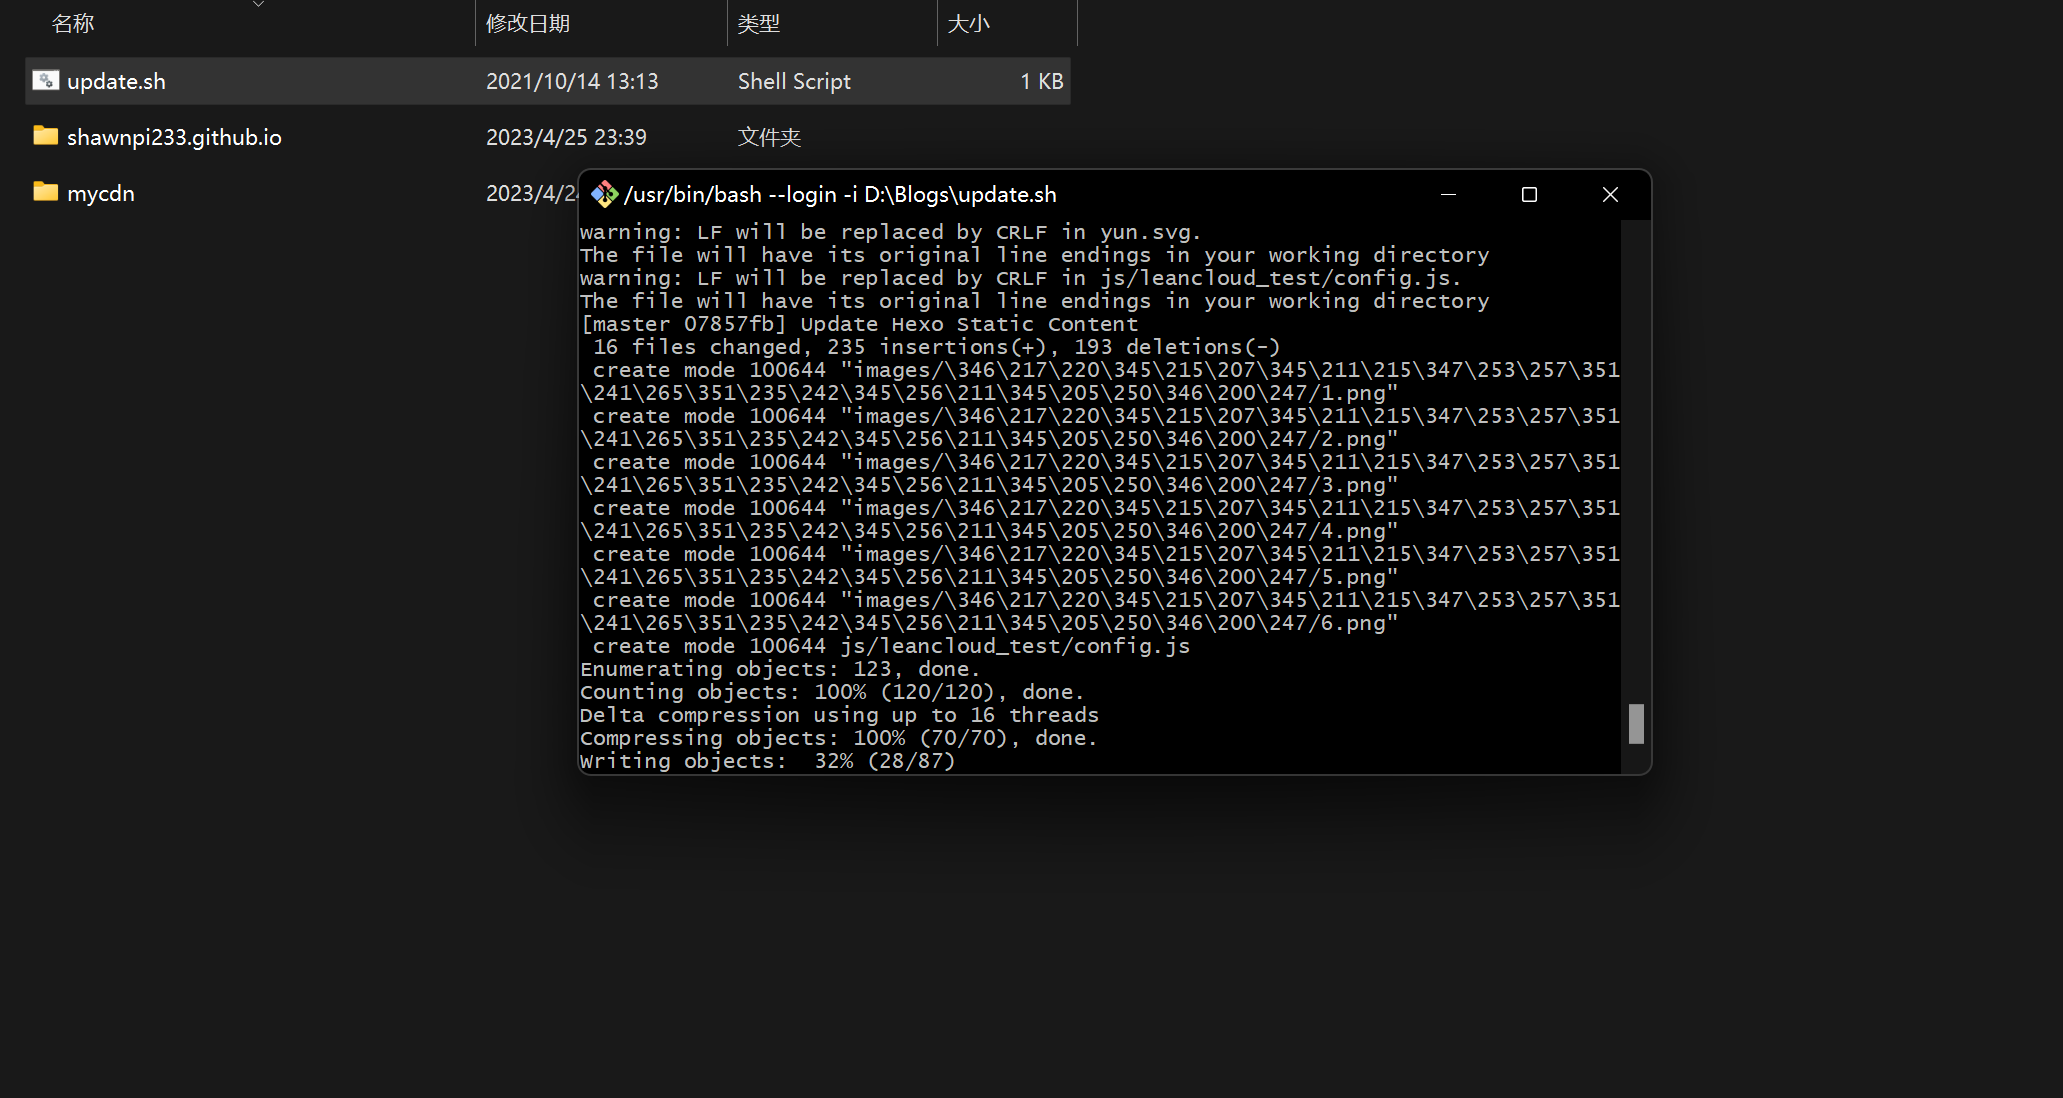 名称 修改日期 类型 大小
update.sh 2021/10/14 13:13 Shell Script 1 KB
shawnpi233.github.io 2023/4/25 23:39 文件夹
mycdn 2023/4/24
/usr/bin/bash --login -i D:\Blogs\update.sh
warning: LF will be replaced by CRLF in yun.svg.
The file will have its original line endings in your working directory
warning: LF will be replaced by CRLF in js/leancloud_test/config.js.
The file will have its original line endings in your working directory
[master 07857fb] Update Hexo Static Content
16 files changed, 235 insertions(+), 193 deletions(-)
create mode 100644 "images/\346\217\220\345\215\207\345\211\215\347\253\257\351
\241\265\351\235\242\345\256\211\345\205\250\346\200\247/1.png"
create mode 100644 "images/\346\217\220\345\215\207\345\211\215\347\253\257\351
\241\265\351\235\242\345\256\211\345\205\250\346\200\247/2.png"
create mode 100644 "images/\346\217\220\345\215\207\345\211\215\347\253\257\351
\241\265\351\235\242\345\256\211\345\205\250\346\200\247/3.png"
create mode 100644 "images/\346\217\220\345\215\207\345\211\215\347\253\257\351
\241\265\351\235\242\345\256\211\345\205\250\346\200\247/4.png"
create mode 100644 "images/\346\217\220\345\215\207\345\211\215\347\253\257\351
\241\265\351\235\242\345\256\211\345\205\250\346\200\247/5.png"
create mode 100644 "images/\346\217\220\345\215\207\345\211\215\347\253\257\351
\241\265\351\235\242\345\256\211\345\205\250\346\200\247/6.png"
create mode 100644 js/leancloud_test/config.js
Enumerating objects: 123, done.
Counting objects: 100% (120/120), done.
Delta compression using up to 16 threads
Compressing objects: 100% (70/70), done.
Writing objects:  32% (28/87)